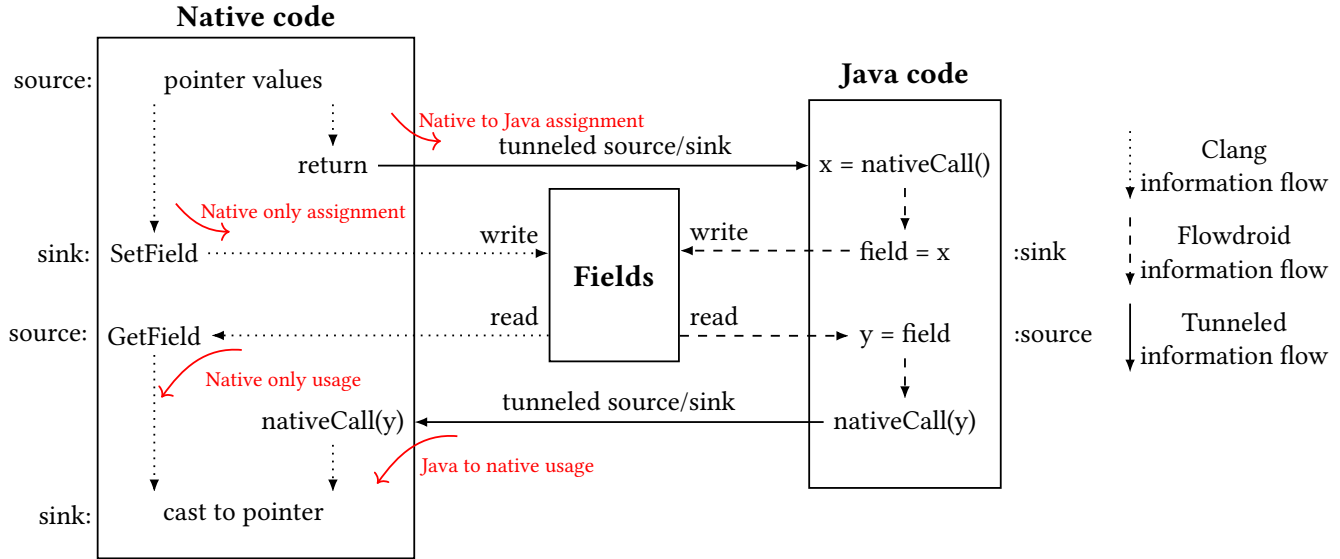 Native code
source:
pointer values
Java code
Native to Java assignment
tunneled source/sink
return
x = nativeCall()
Clang
information flow
Native only assignment
write
write
sink:
SetField
Fields
field = x
:sink
Flowdroid
information flow
source:
GetField
read
read
y = field
:source
Tunneled
information flow
Native only usage
tunneled source/sink
nativeCall(y)
nativeCall(y)
Java to native usage
sink:
cast to pointer